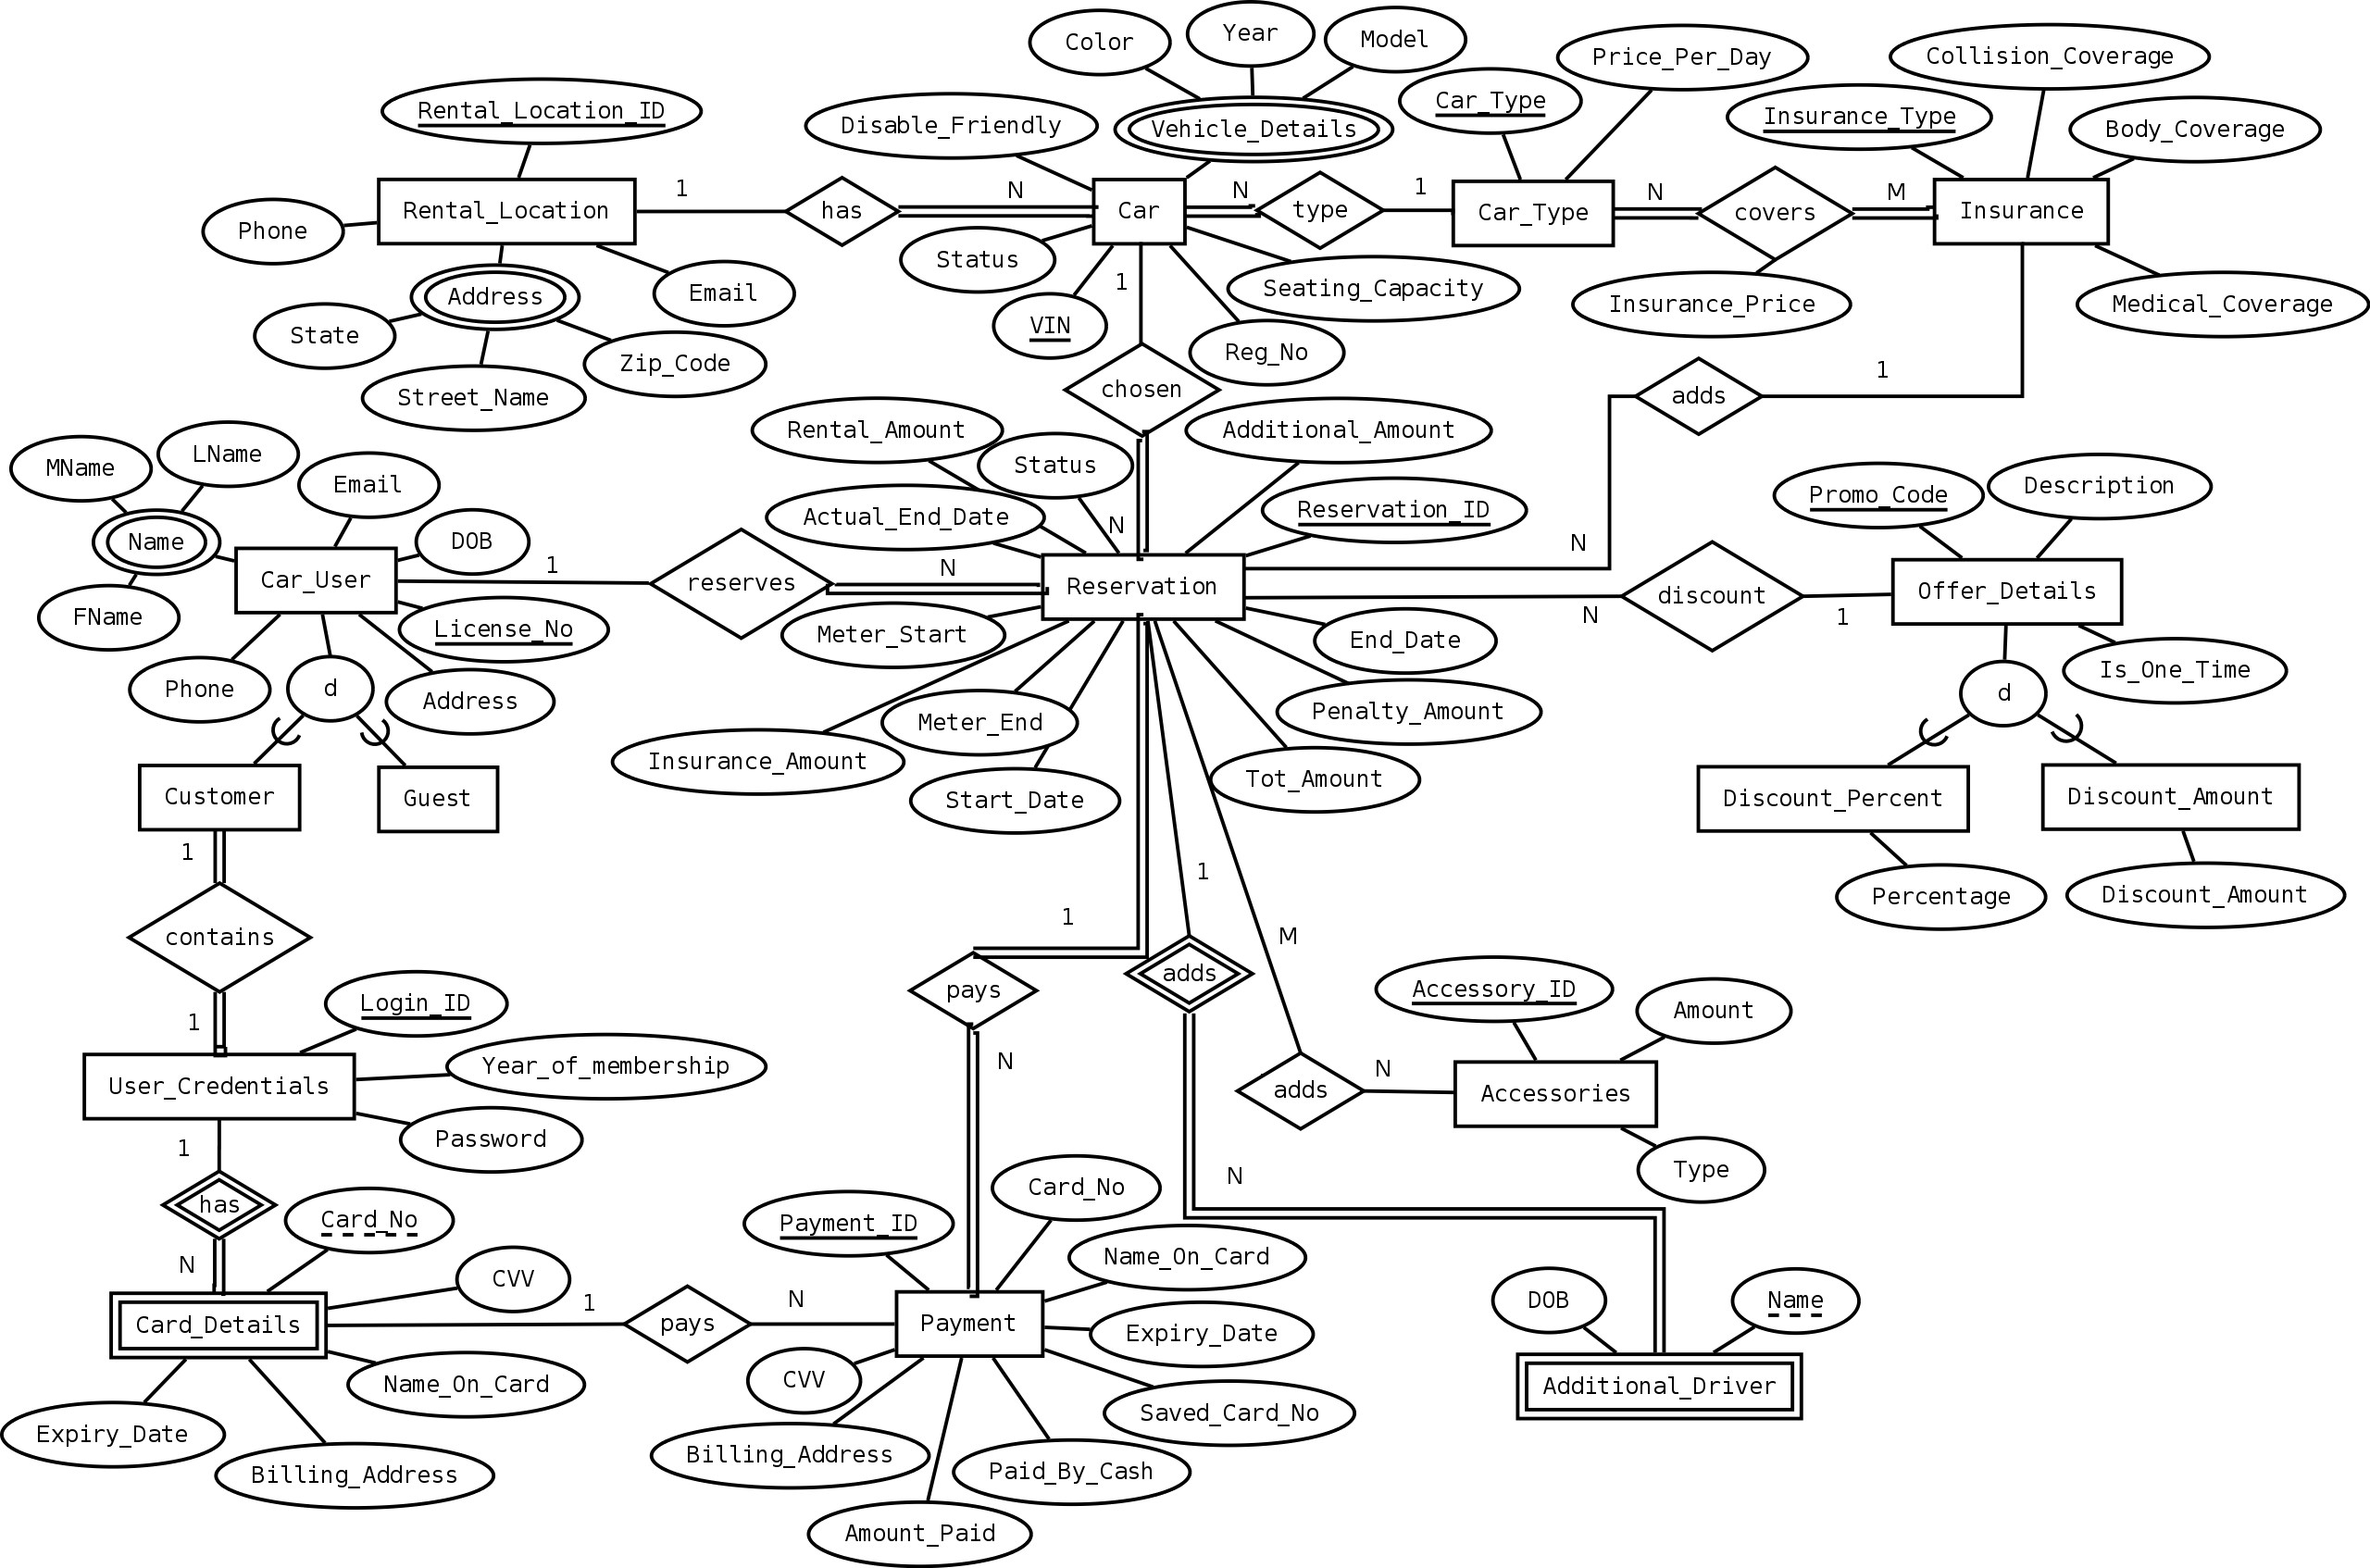 Color
Year
Model
Price_Per_Day
Collision_Coverage
Rental_Location_ID
Disable_Friendly
Vehicle_Details
Car_Type
Insurance_Type
Body_Coverage
Rental_Location
1
has
N
Car
N
type
1
Car_Type
N
covers
M
Insurance
Phone
Status
Address
Email
1
Seating_Capacity
Insurance_Price
Medical_Coverage
State
VIN
Reg_No
Zip_Code
Street_Name
chosen
adds
1
MName
LName
Email
Rental_Amount
Status
Additional_Amount
Promo_Code
Description
Name
DOB
Actual_End_Date
N
Reservation_ID
N
Car_User
1
reserves
N
Reservation
N
discount
1
Offer_Details
FName
License_No
Meter_Start
End_Date
Is_One_Time
Phone
d
Address
Meter_End
Penalty_Amount
d
Insurance_Amount
Start_Date
Tot_Amount
Customer
Guest
Discount_Percent
Discount_Amount
1
1
Percentage
Discount_Amount
contains
1
M
pays
adds
Accessory_ID
Amount
1
Login_ID
N
Year_of_membership
User_Credentials
adds
N
Accessories
Password
1
N
Type
has
Card_No
Payment_ID
Card_No
N
CVV
Name_On_Card
Card_Details
1
pays
N
Payment
Expiry_Date
DOB
Name
Name_On_Card
CVV
Saved_Card_No
Additional_Driver
Expiry_Date
Billing_Address
Billing_Address
Paid_By_Cash
Amount_Paid